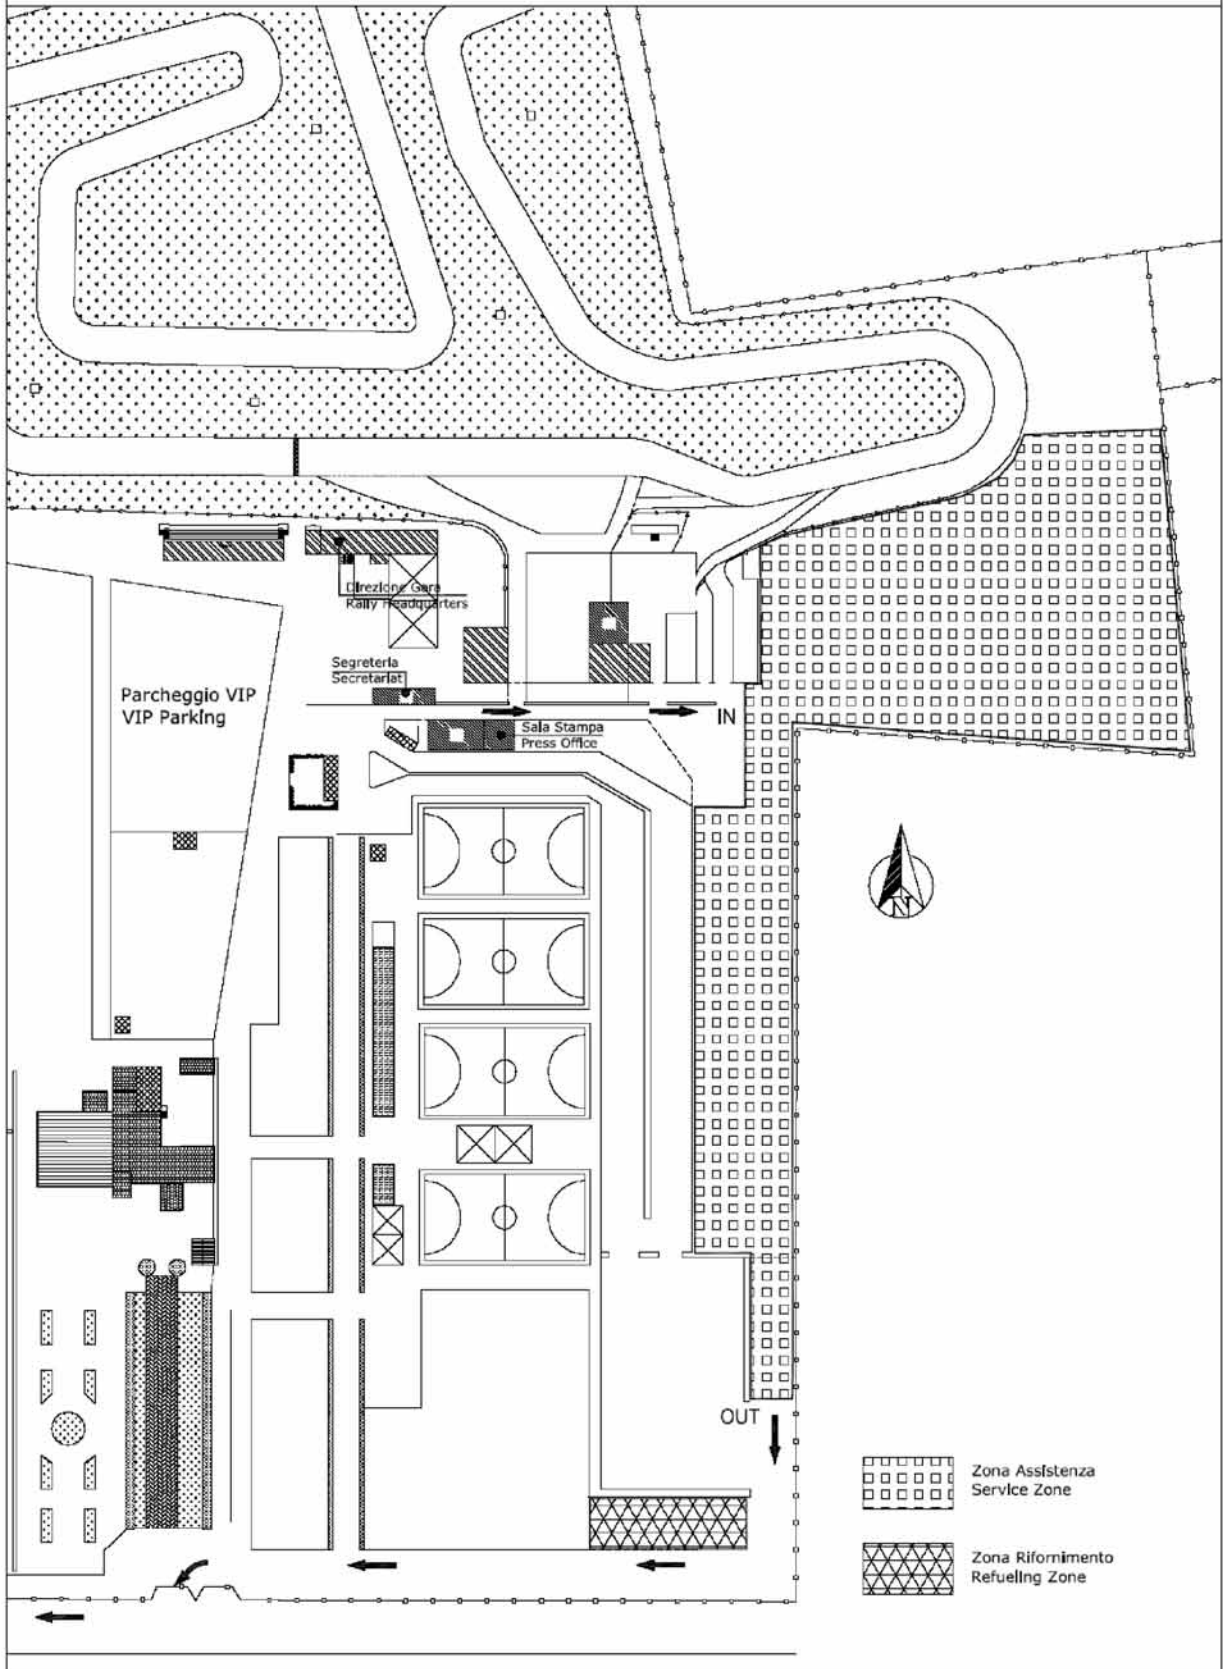 Direzione Gara
Rally Headquarters
Segreteria
Secretariat
Parcheggio VIP
VIP Parking
IN
Sala Stampa
Press Office
N
OUT
Zona Assistenza
Service Zone
Zona Rifornimento
Refueling Zone